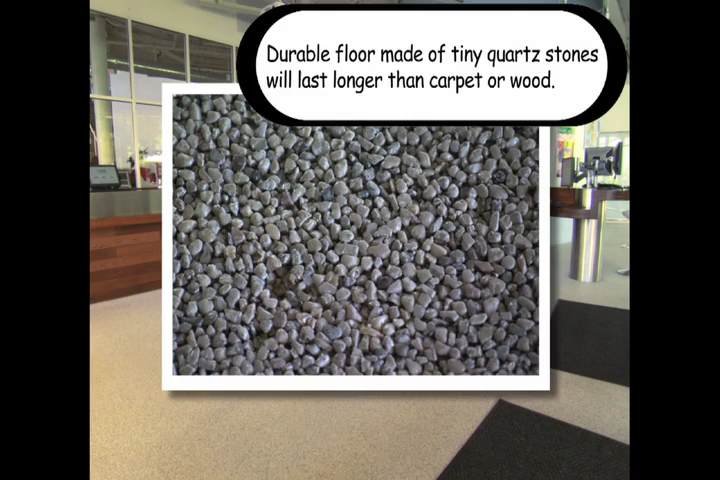 Durable floor made of tiny quartz stones
will last longer than carpet or wood.